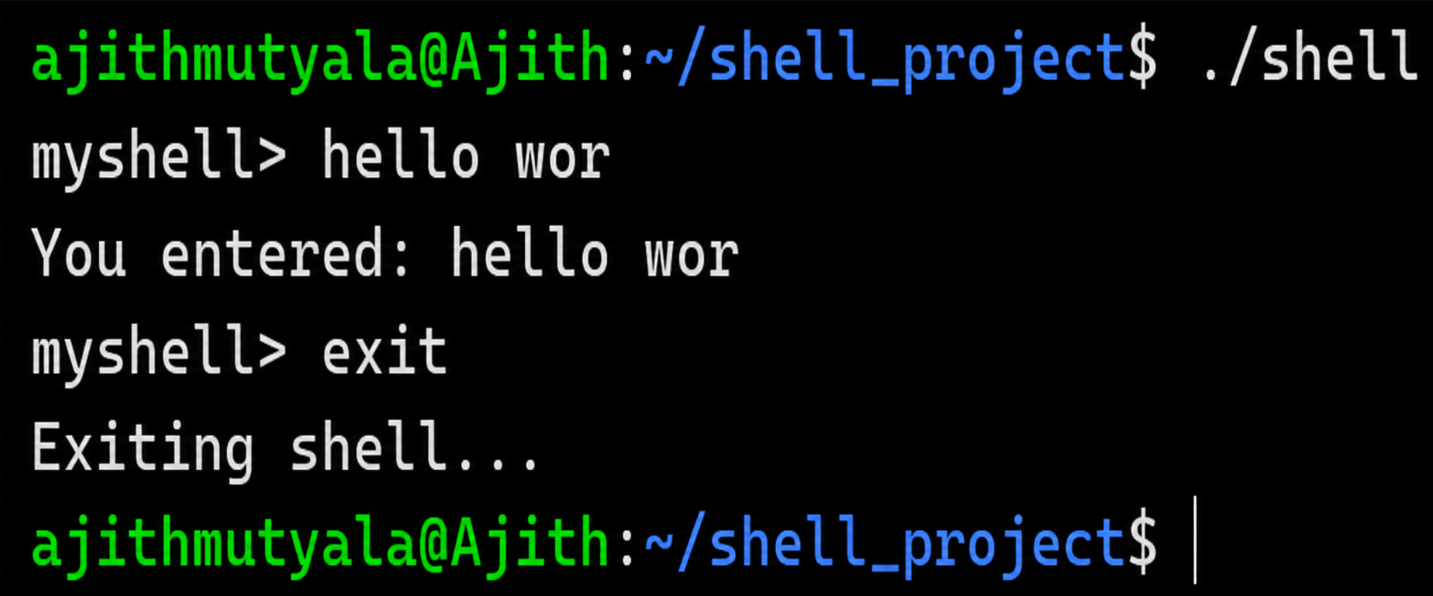 ajithmutyala@Ajith:~/shell_project$ ./shell
myshell> hello wor
You entered: hello wor
myshell> exit
Exiting shell...
ajithmutyala@Ajith:~/shell_project$